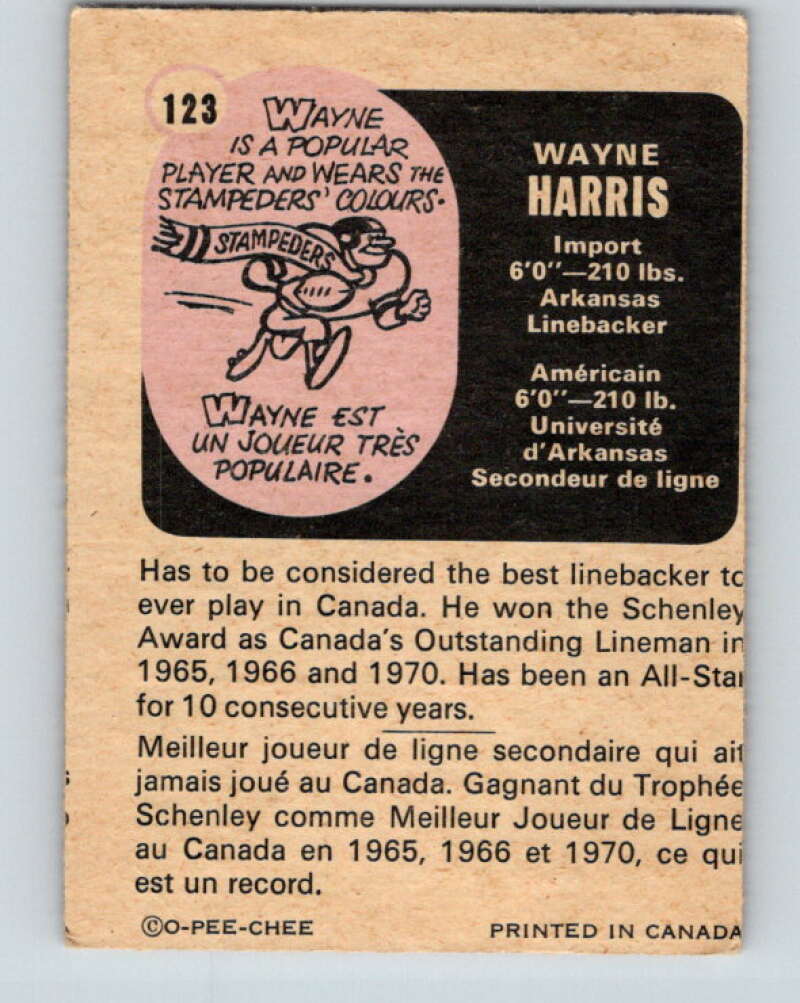 123
WAYNE
IS A POPULAR
PLAYER AND WEARS THE
STAMPEDERS' COLOURS.
STAMPEDERS
WAYNE EST
UN JOUEUR TRÈS
POPULAIRE.
WAYNE
HARRIS
Import
6'0"—210 lbs.
Arkansas
Linebacker
Américain
6'0"—210 lb.
Université
d'Arkansas
Secondeur de ligne
Has to be considered the best linebacker to
ever play in Canada. He won the Schenley
Award as Canada's Outstanding Lineman in
1965, 1966 and 1970. Has been an All-Star
for 10 consecutive years.
Meilleur joueur de ligne secondaire qui ait
jamais joué au Canada. Gagnant du Trophée
Schenley comme Meilleur Joueur de Ligne
au Canada en 1965, 1966 et 1970, ce qui
est un record.
©O-PEE-CHEE
PRINTED IN CANADA